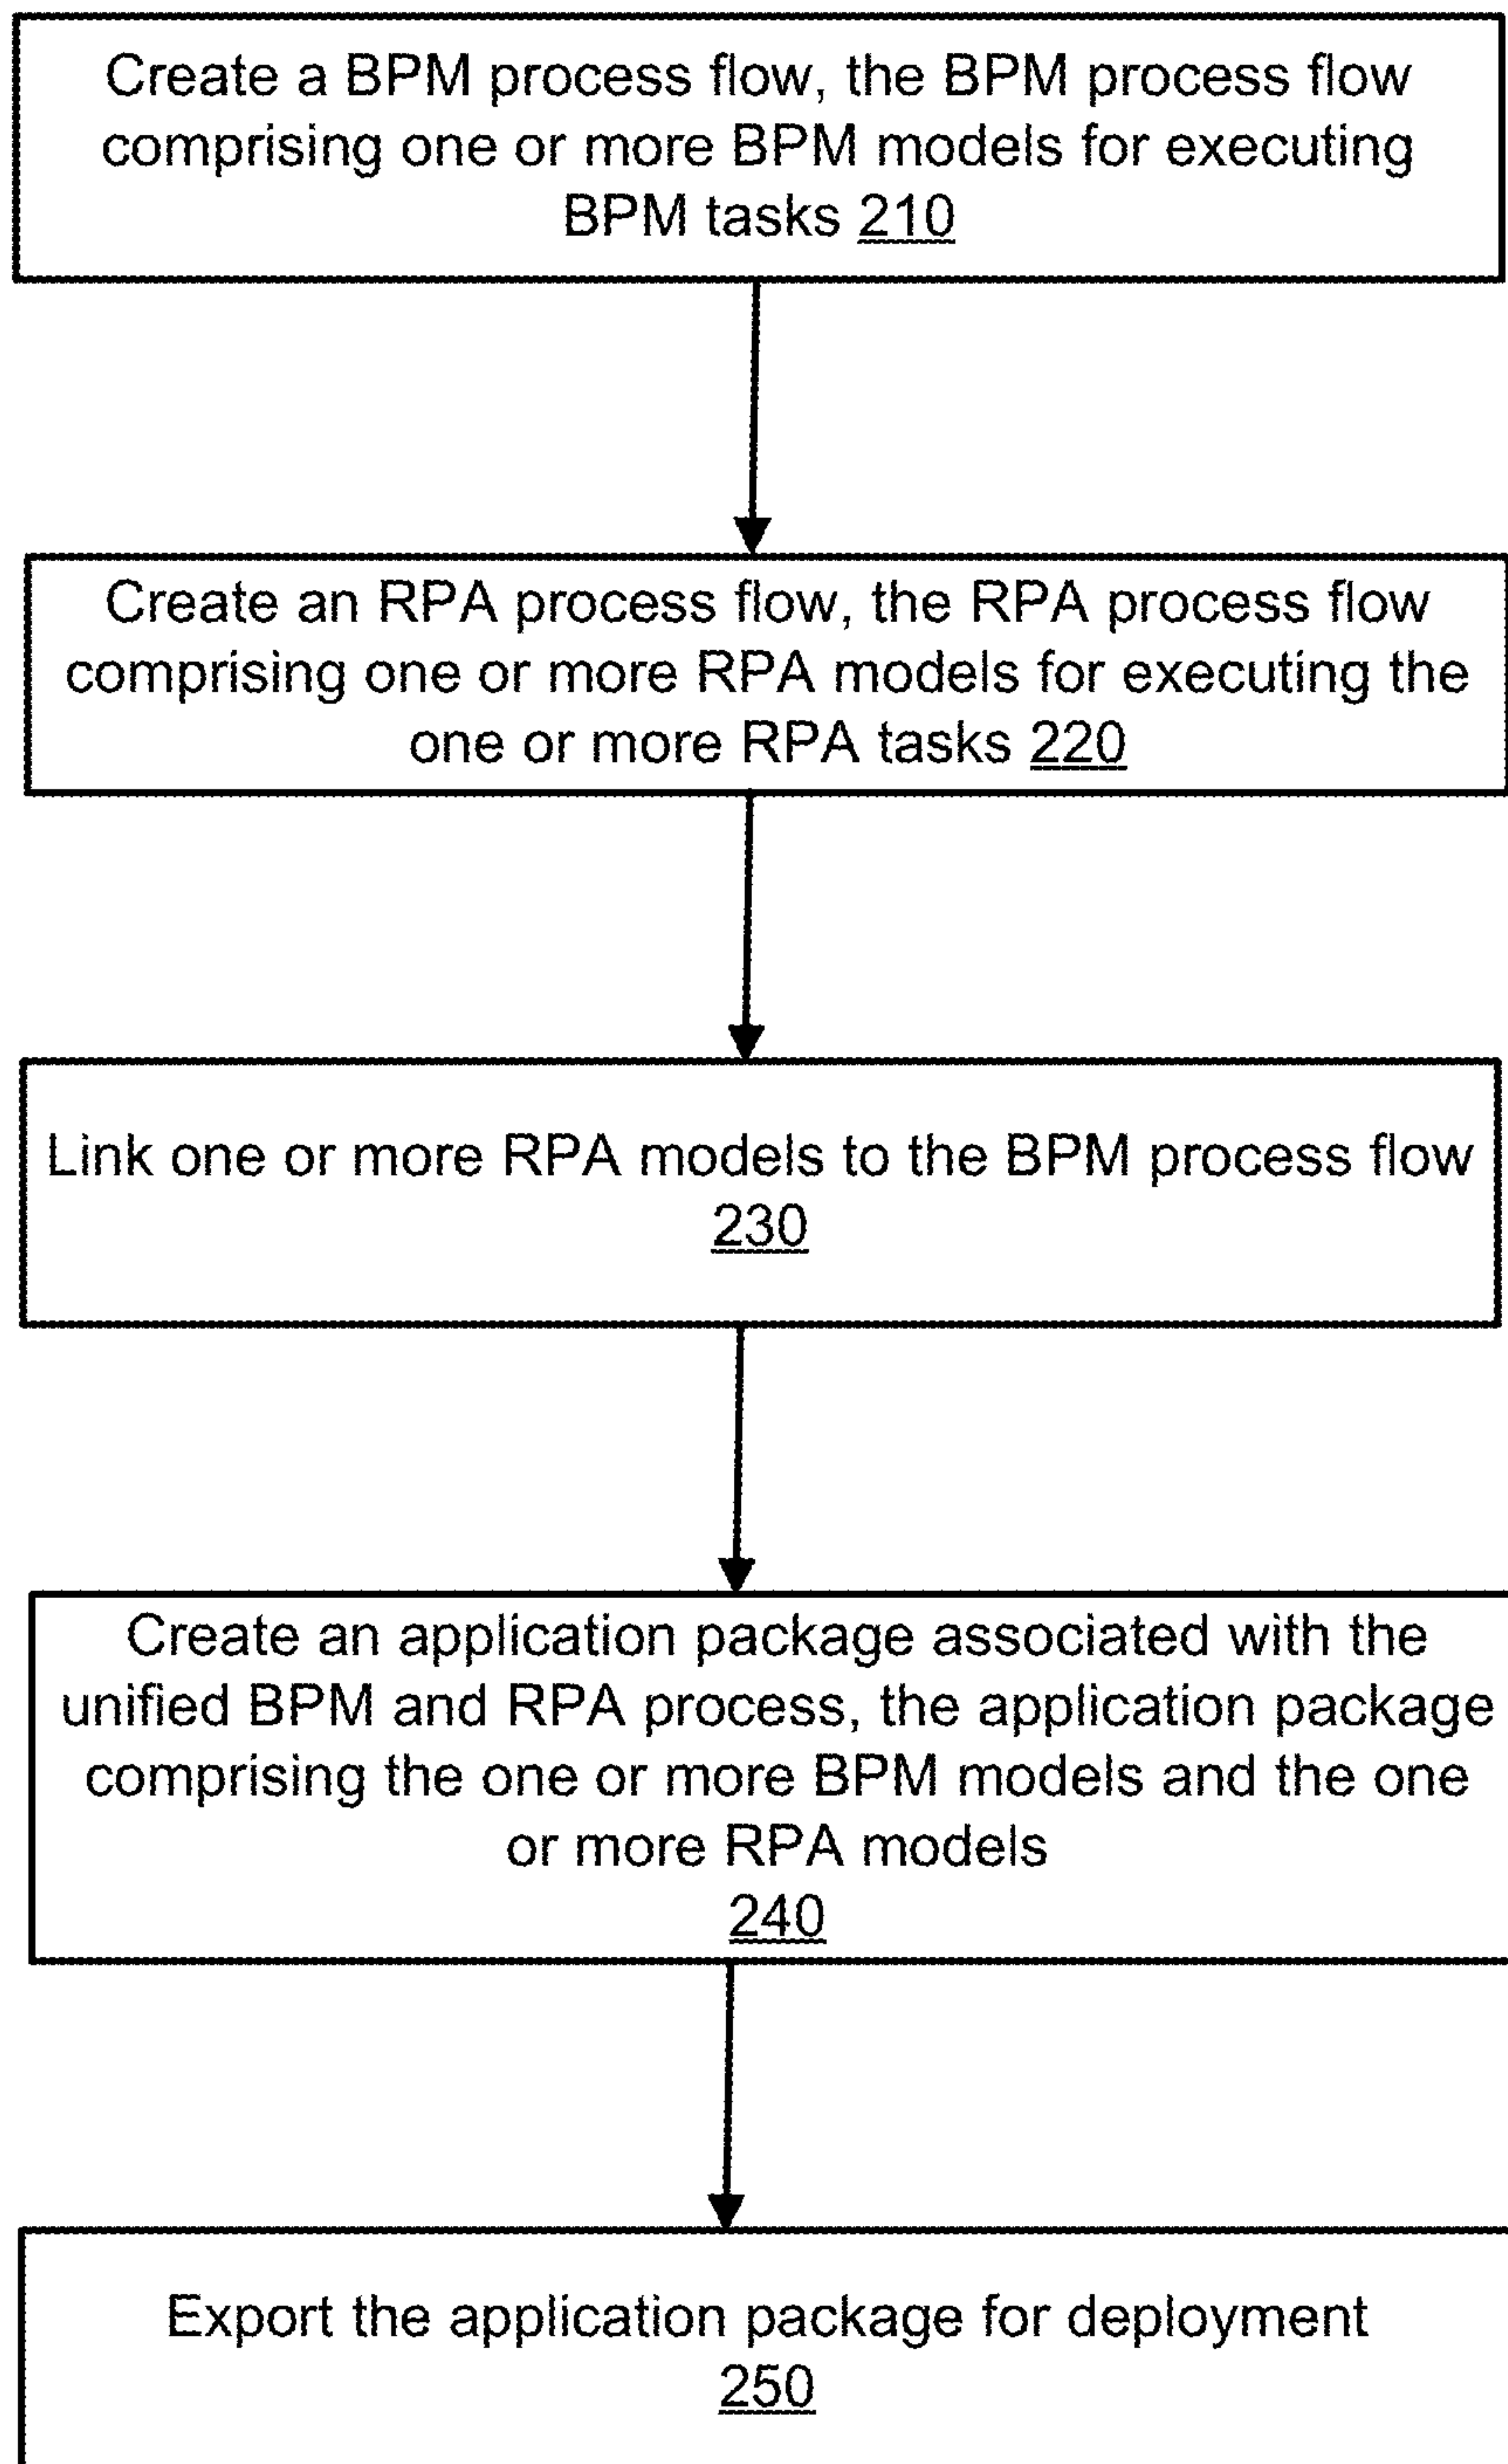 Create a BPM process flow, the BPM process flow
comprising one or more BPM models for executing
BPM tasks 210
Create an RPA process flow, the RPA process flow
comprising one or more RPA models for executing the
one or more RPA tasks 220
Link one or more RPA models to the BPM process flow
230
Create an application package associated with the
unified BPM and RPA process, the application package
comprising the one or more BPM models and the one
or more RPA models
240
Export the application package for deployment
250